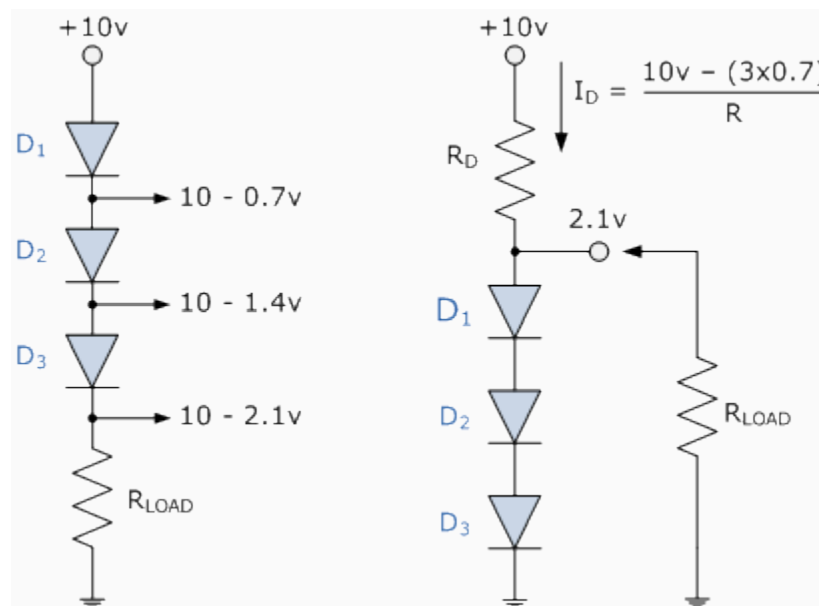 +10v
D1
10 - 0.7v
D2
10 - 1.4v
D3
10 - 2.1v
RLOAD
+10v
ID = 10v - (3x0.7)
R
RD
2.1v
D1
D2
D3
RLOAD